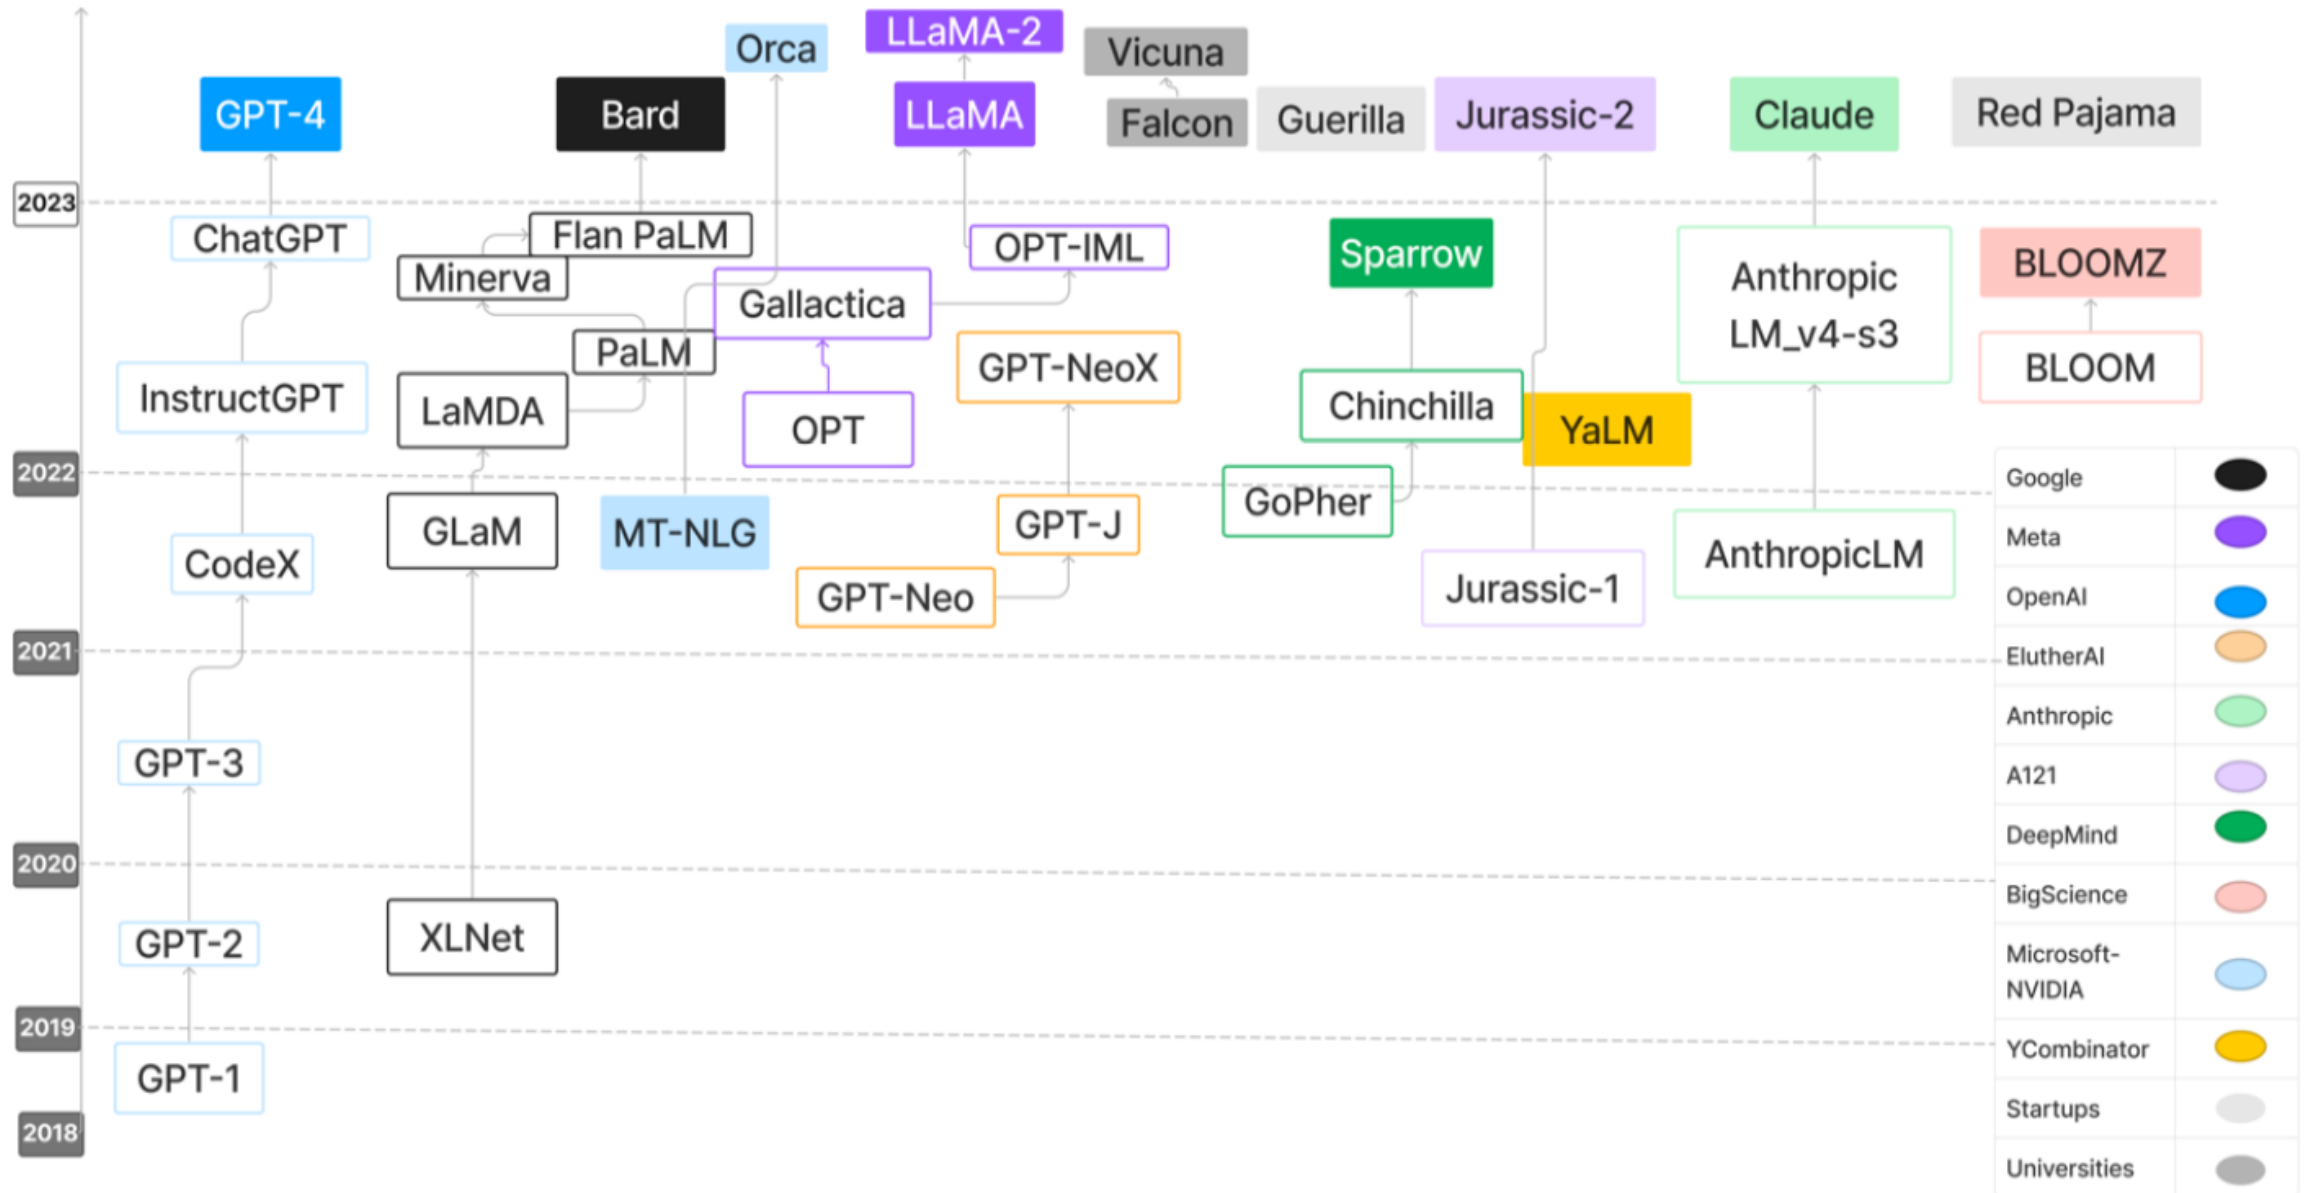 Orca
LLaMA-2
Vicuna
GPT-4
Bard
LLaMA
Falcon
Guerilla
Jurassic-2
Claude
Red Pajama
2023
ChatGPT
Flan PaLM
Minerva
OPT-IML
Sparrow
Anthropic
LM_v4-s3
BLOOMZ
Gallactica
PaLM
GPT-NeoX
BLOOM
InstructGPT
LaMDA
OPT
Chinchilla
YaLM
2022
GoPher
GLaM
MT-NLG
GPT-J
AnthropicLM
CodeX
GPT-Neo
Jurassic-1
2021
GPT-3
2020
GPT-2
XLNet
2019
GPT-1
2018
Google
Meta
OpenAI
ElutherAI
Anthropic
A121
DeepMind
BigScience
Microsoft-
NVIDIA
YCombinator
Startups
Universities